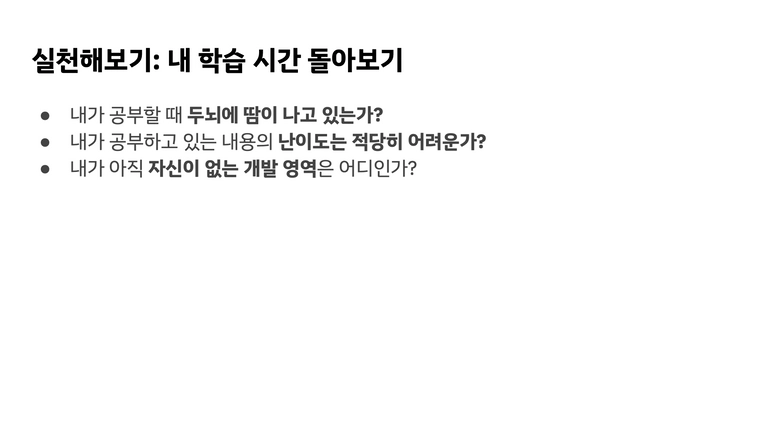 실천해보기: 내 학습 시간 돌아보기
● 내가 공부할 때 두뇌에 땀이 나고 있는가?
● 내가 공부하고 있는 내용의 난이도는 적당히 어려운가?
● 내가 아직 자신이 없는 개발 영역은 어디인가?